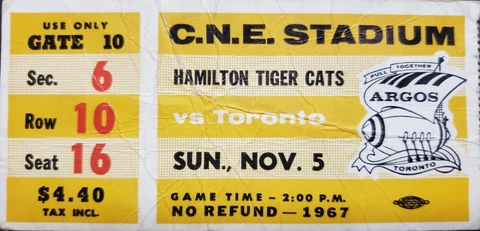 USE ONLY
GATE 10
Sec. 6
Row 10
Seat 16
$4.40
TAX INCL.
C.N.E. STADIUM
HAMILTON TIGER CATS
vs Toronto
SUN., NOV. 5
GAME TIME - 2:00 P.M.
NO REFUND - 1967
PULL TOGETHER
ARGOS
TORONTO